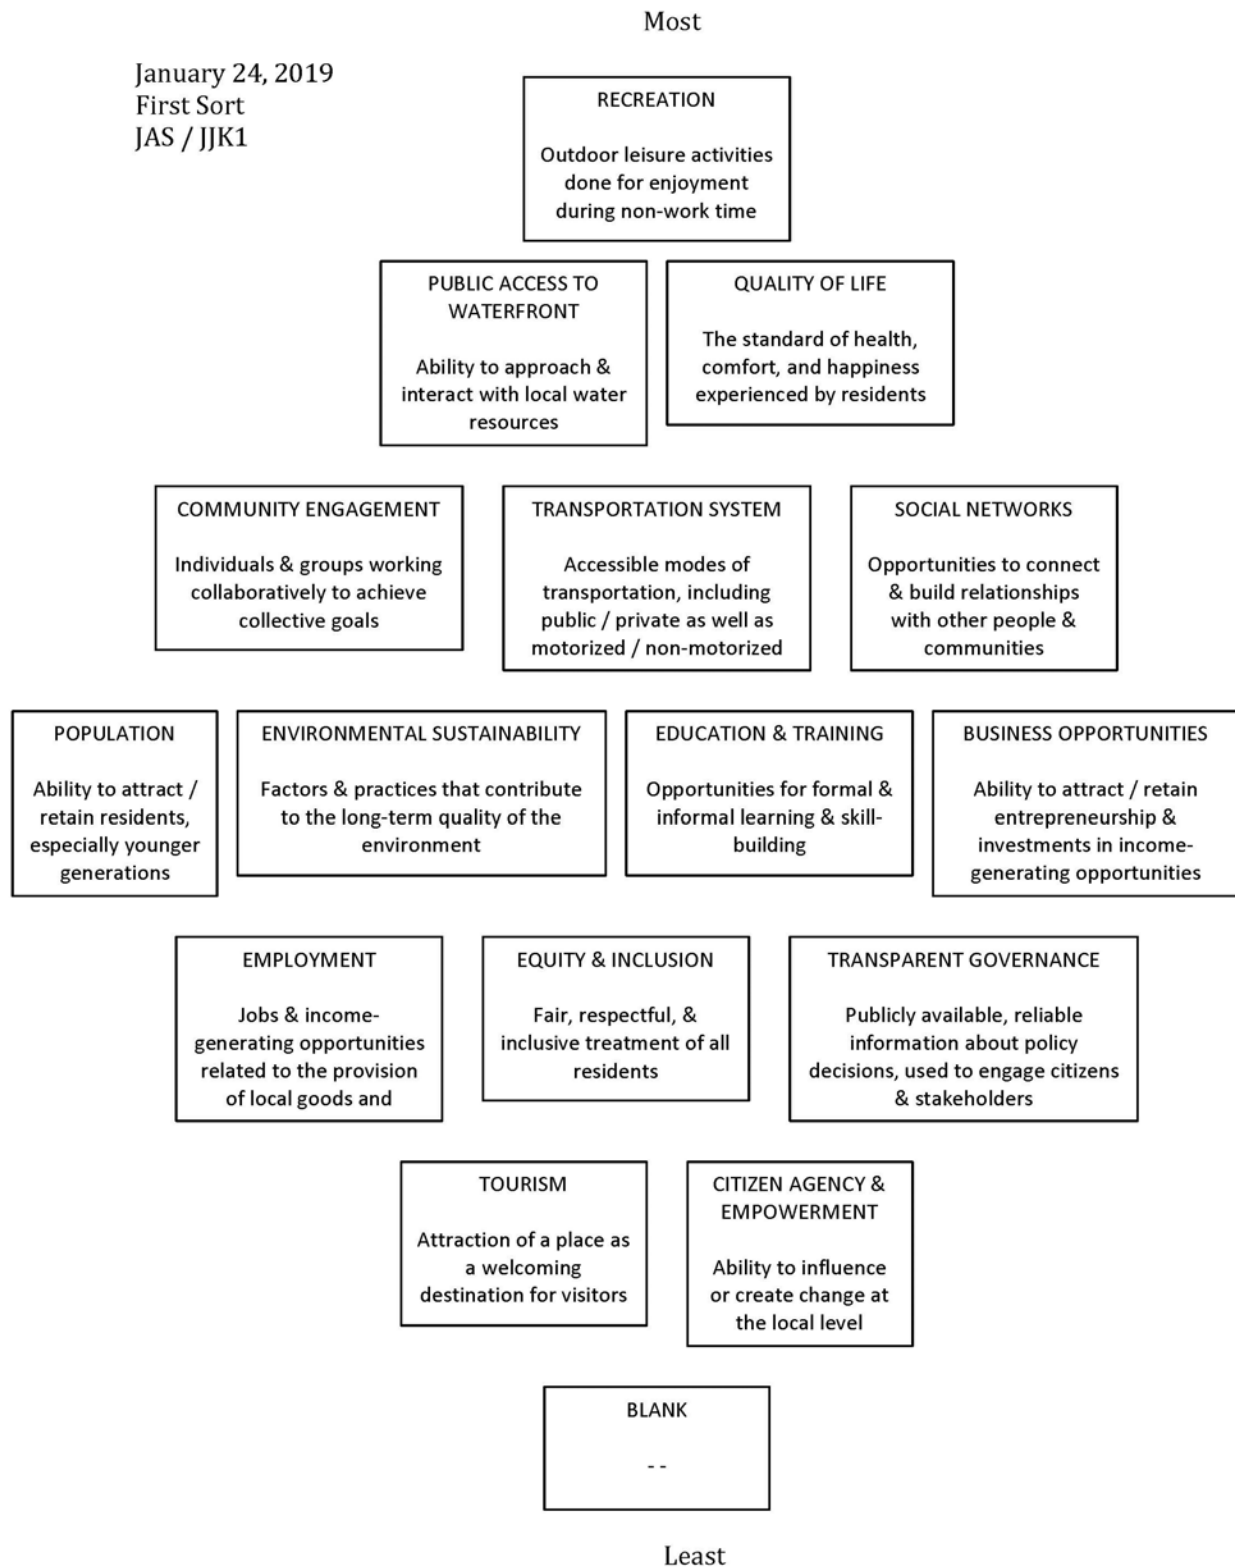 Most
January 24, 2019
First Sort
JAS / JJK1
RECREATION
Outdoor leisure activities
done for enjoyment
during non-work time
PUBLIC ACCESS TO
WATERFRONT
Ability to approach &
interact with local water
resources
QUALITY OF LIFE
The standard of health,
comfort, and happiness
experienced by residents
COMMUNITY ENGAGEMENT
Individuals & groups working
collaboratively to achieve
collective goals
TRANSPORTATION SYSTEM
Accessible modes of
transportation, including
public / private as well as
motorized / non-motorized
SOCIAL NETWORKS
Opportunities to connect
& build relationships
with other people &
communities
POPULATION
Ability to attract /
retain residents,
especially younger
generations
ENVIRONMENTAL SUSTAINABILITY
Factors & practices that contribute
to the long-term quality of the
environment
EDUCATION & TRAINING
Opportunities for formal &
informal learning & skill-
building
BUSINESS OPPORTUNITIES
Ability to attract / retain
entrepreneurship &
investments in income-
generating opportunities
EMPLOYMENT
Jobs & income-
generating opportunities
related to the provision
of local goods and
EQUITY & INCLUSION
Fair, respectful, &
inclusive treatment of all
residents
TRANSPARENT GOVERNANCE
Publicly available, reliable
information about policy
decisions, used to engage citizens
& stakeholders
TOURISM
Attraction of a place as
a welcoming
destination for visitors
CITIZEN AGENCY &
EMPOWERMENT
Ability to influence
or create change at
the local level
BLANK
- -
Least